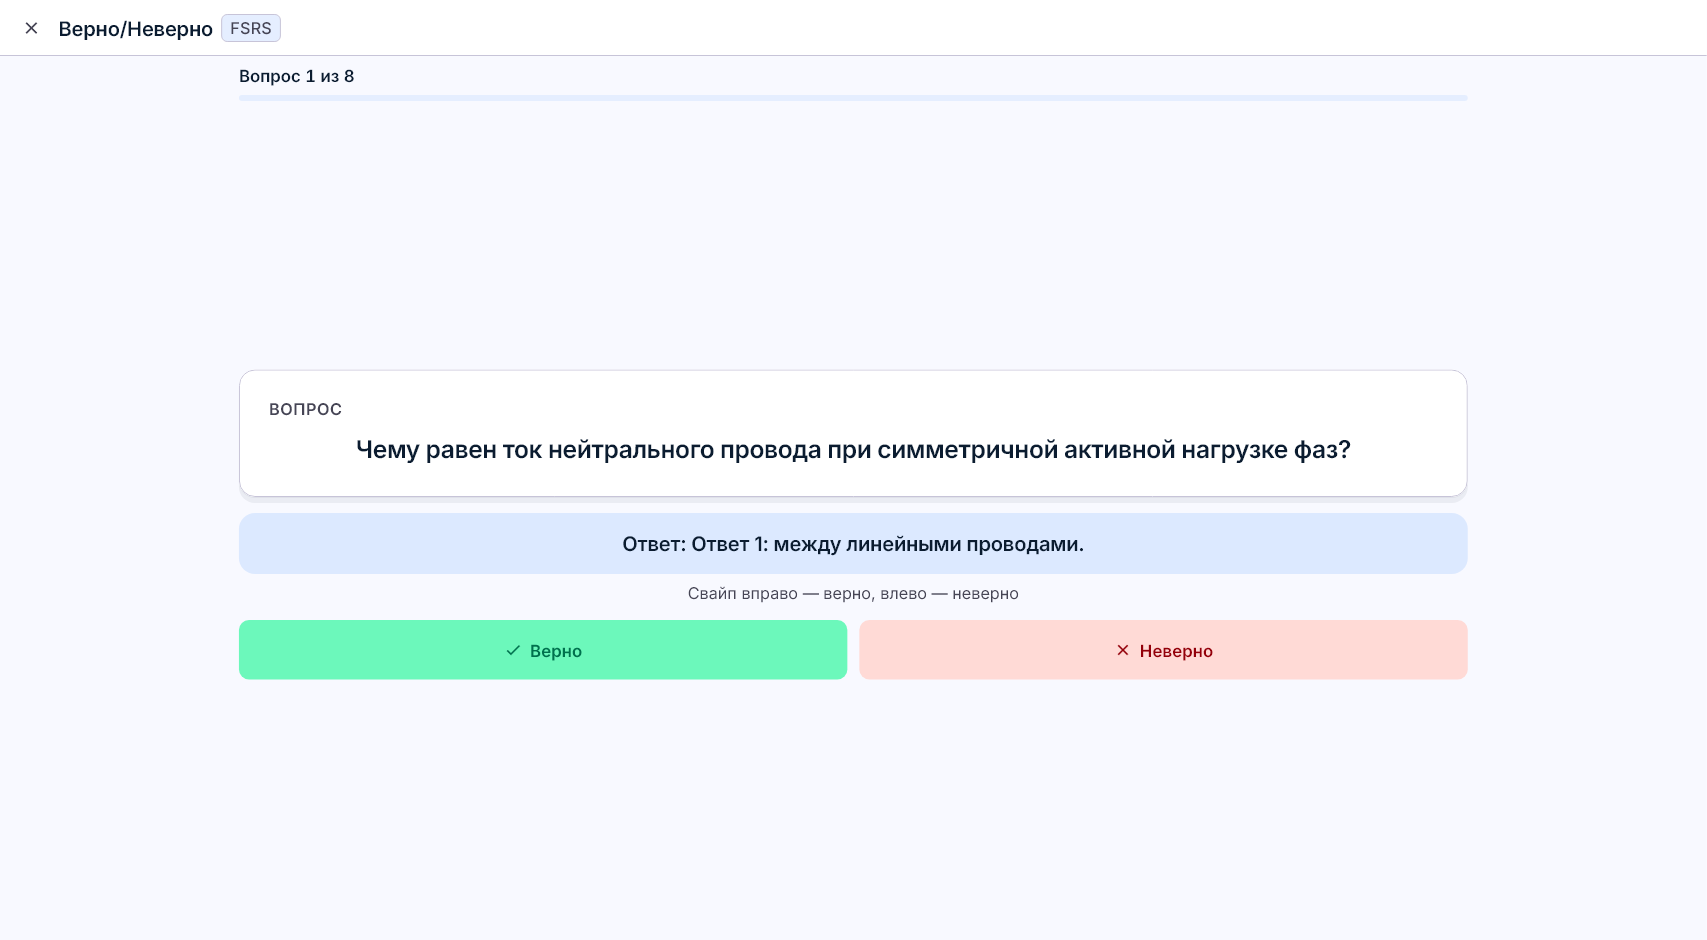 Верно/Неверно FSRS
Вопрос 1 из 8
ВОПРОС
Чему равен ток нейтрального провода при симметричной активной нагрузке фаз?
Ответ: Ответ 1: между линейными проводами.
Свайп вправо — верно, влево — неверно
Верно
Неверно